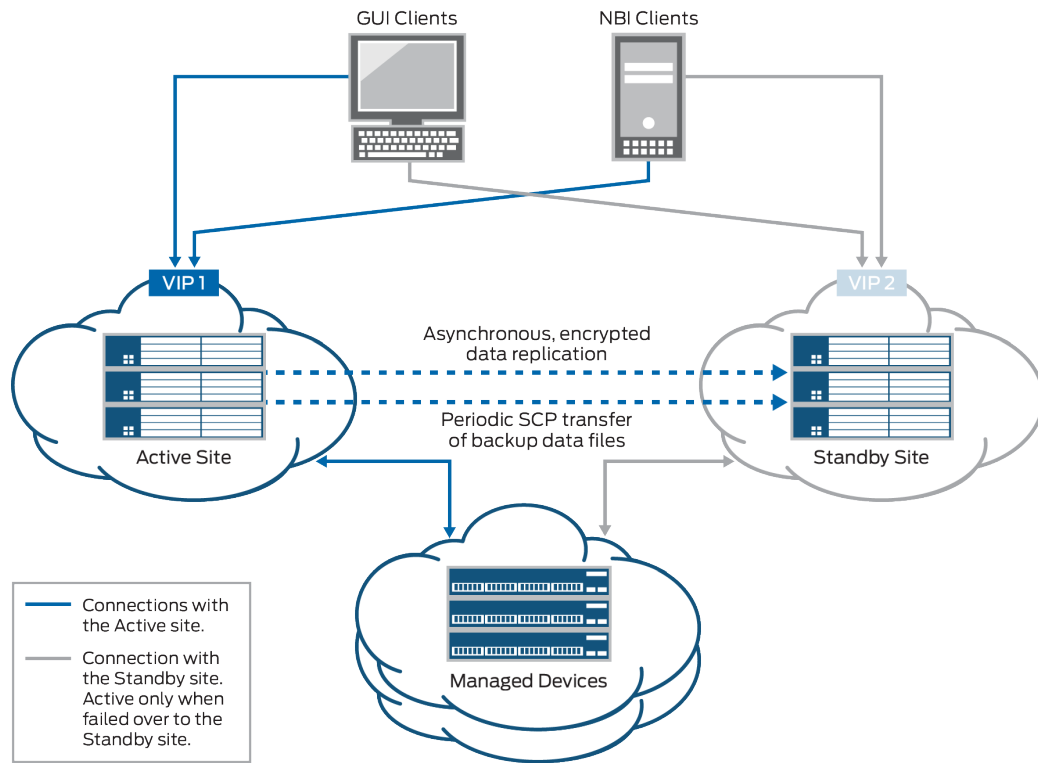 GUI Clients
NBI Clients
VIP 1
VIP 2
Asynchronous, encrypted
data replication
Periodic SCP transfer
of backup data files
Active Site
Standby Site
Managed Devices
Connections with
the Active site.
Connection with
the Standby site.
Active only when
failed over to the
Standby site.